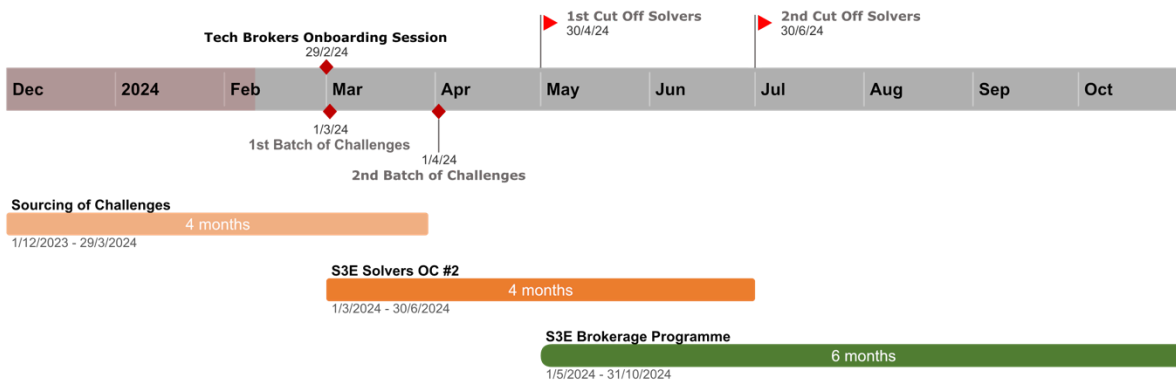 1st Cut Off Solvers
30/4/24
2nd Cut Off Solvers
30/6/24
Tech Brokers Onboarding Session
29/2/24
Dec 2024 Feb Mar Apr May Jun Jul Aug Sep Oct
1/3/24
1st Batch of Challenges
1/4/24
2nd Batch of Challenges
Sourcing of Challenges
4 months
1/12/2023 - 29/3/2024
S3E Solvers OC #2
4 months
1/3/2024 - 30/6/2024
S3E Brokerage Programme
6 months
1/5/2024 - 31/10/2024